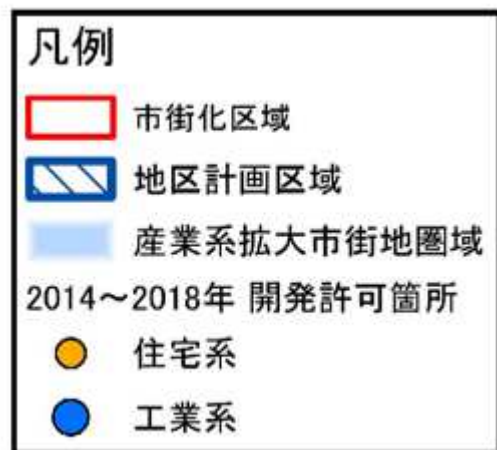 凡例
市街化区域
地区計画区域
産業系拡大市街地圏域
2014～2018年 開発許可箇所
住宅系
工業系